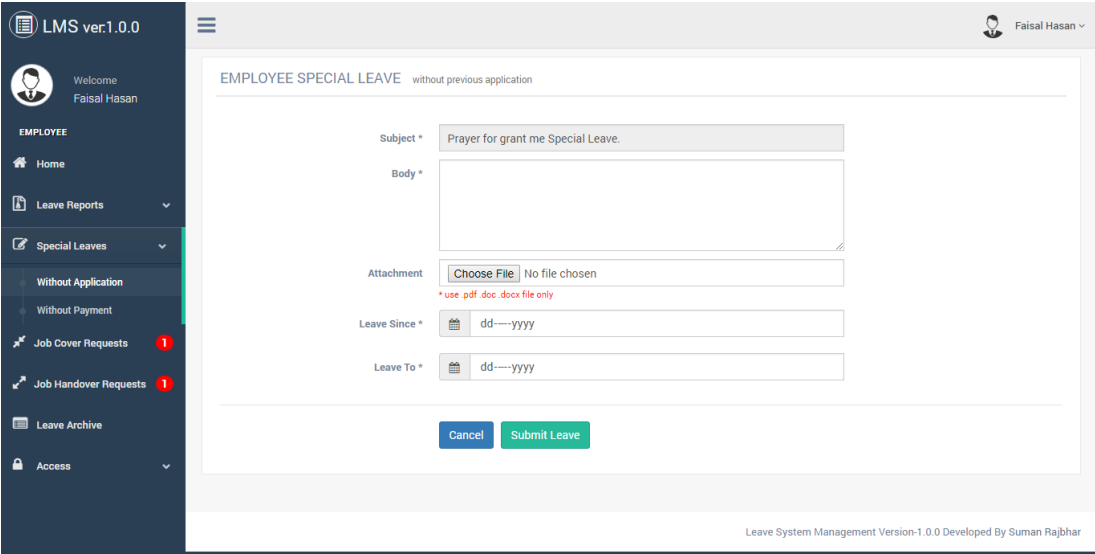 LMS ver.1.0.0
Faisal Hasan
Welcome
Faisal Hasan
EMPLOYEE
Home
Leave Reports
Special Leaves
Without Application
Without Payment
Job Cover Requests 1
Job Handover Requests 1
Leave Archive
Access
EMPLOYEE SPECIAL LEAVE without previous application
Subject * Prayer for grant me Special Leave.
Body *
Attachment Choose File No file chosen
* use .pdf .doc .docx file only
Leave Since * dd-----yyyy
Leave To * dd-----yyyy
Cancel Submit Leave
Leave System Management Version-1.0.0 Developed By Suman Rajbhar